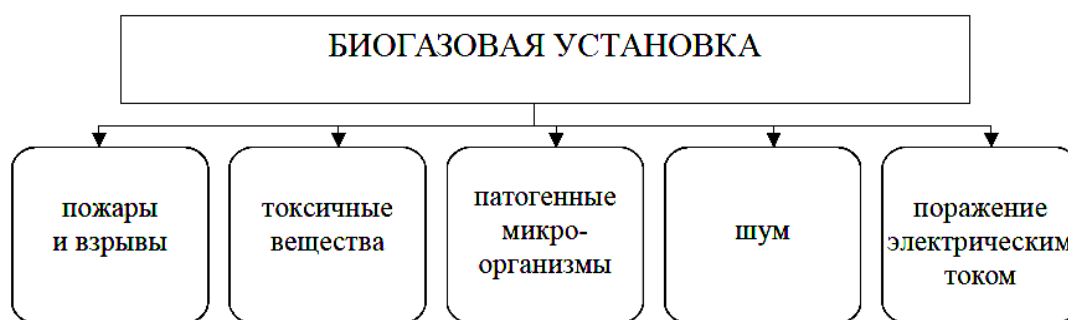 БИОГАЗОВАЯ УСТАНОВКА
пожары
и взрывы
токсичные
вещества
патогенные
микро-
организмы
шум
поражение
электрическим
током